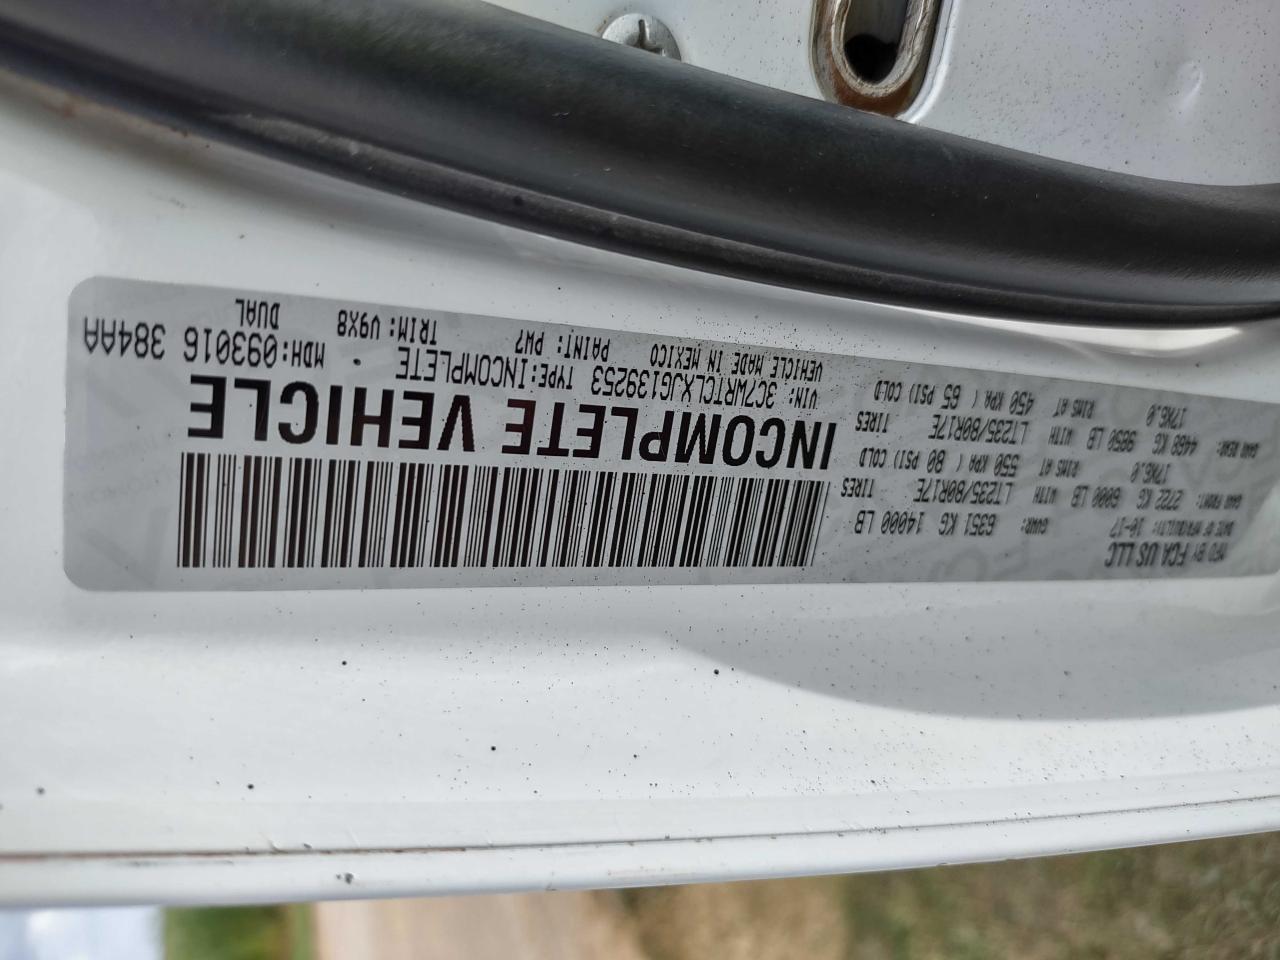 MFD BY FCA US LLC
DATE OF MFR(MULTI): 10-17 GVWR: 6351 KG 14000 LB
GAWR FRONT: 2722 KG 6000 LB WITH LT235/80R17E TIRES
17X6.0 RIMS AT 550 KPA ( 80 PSI) COLD
GAWR REAR: 4468 KG 9850 LB WITH LT235/80R17E TIRES
17X6.0 RIMS AT 450 KPA ( 65 PSI) COLD
INCOMPLETE VEHICLE
VIN: 3C7WRTCLXJG139253 TYPE: INCOMPLETE MDH: 093016 384AA
VEHICLE MADE IN MEXICO PAINT: PW7 TRIM: V9X8 DUAL